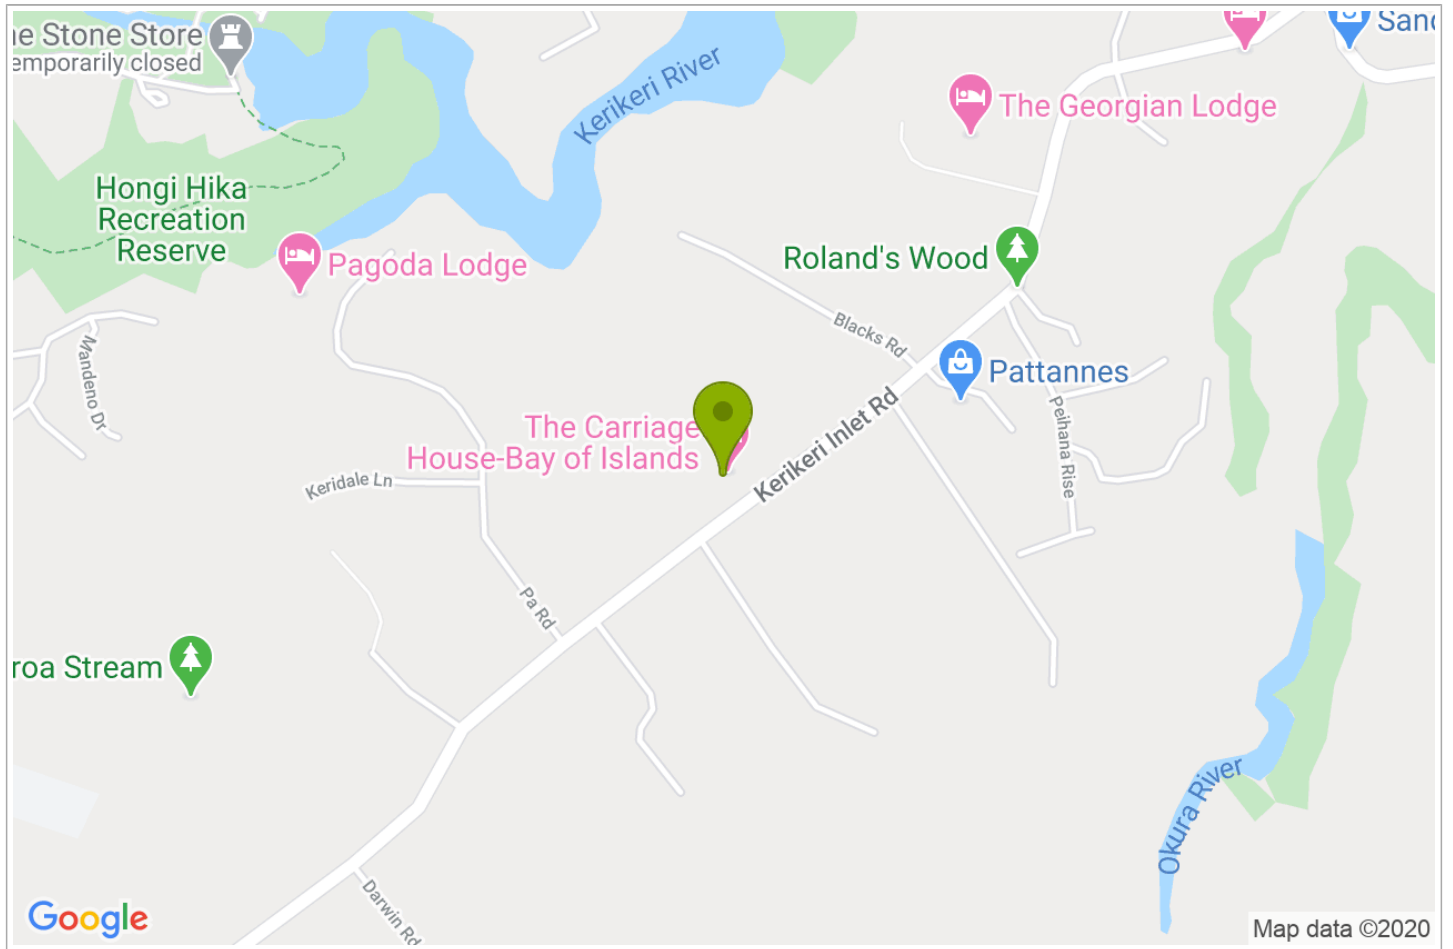 e Stone Store
emporarily closed
Sand
Kerikeri River
The Georgian Lodge
Hongi Hika
Recreation
Reserve
Pagoda Lodge
Roland's Wood
Blacks Rd
Mandeno Dr
Pattannes
Kerikeri Inlet Rd
Peihana Rise
The Carriage
House-Bay of Islands
Keridale Ln
Pa Rd
roa Stream
Okura River
Darwin Rd
Google
Map data ©2020